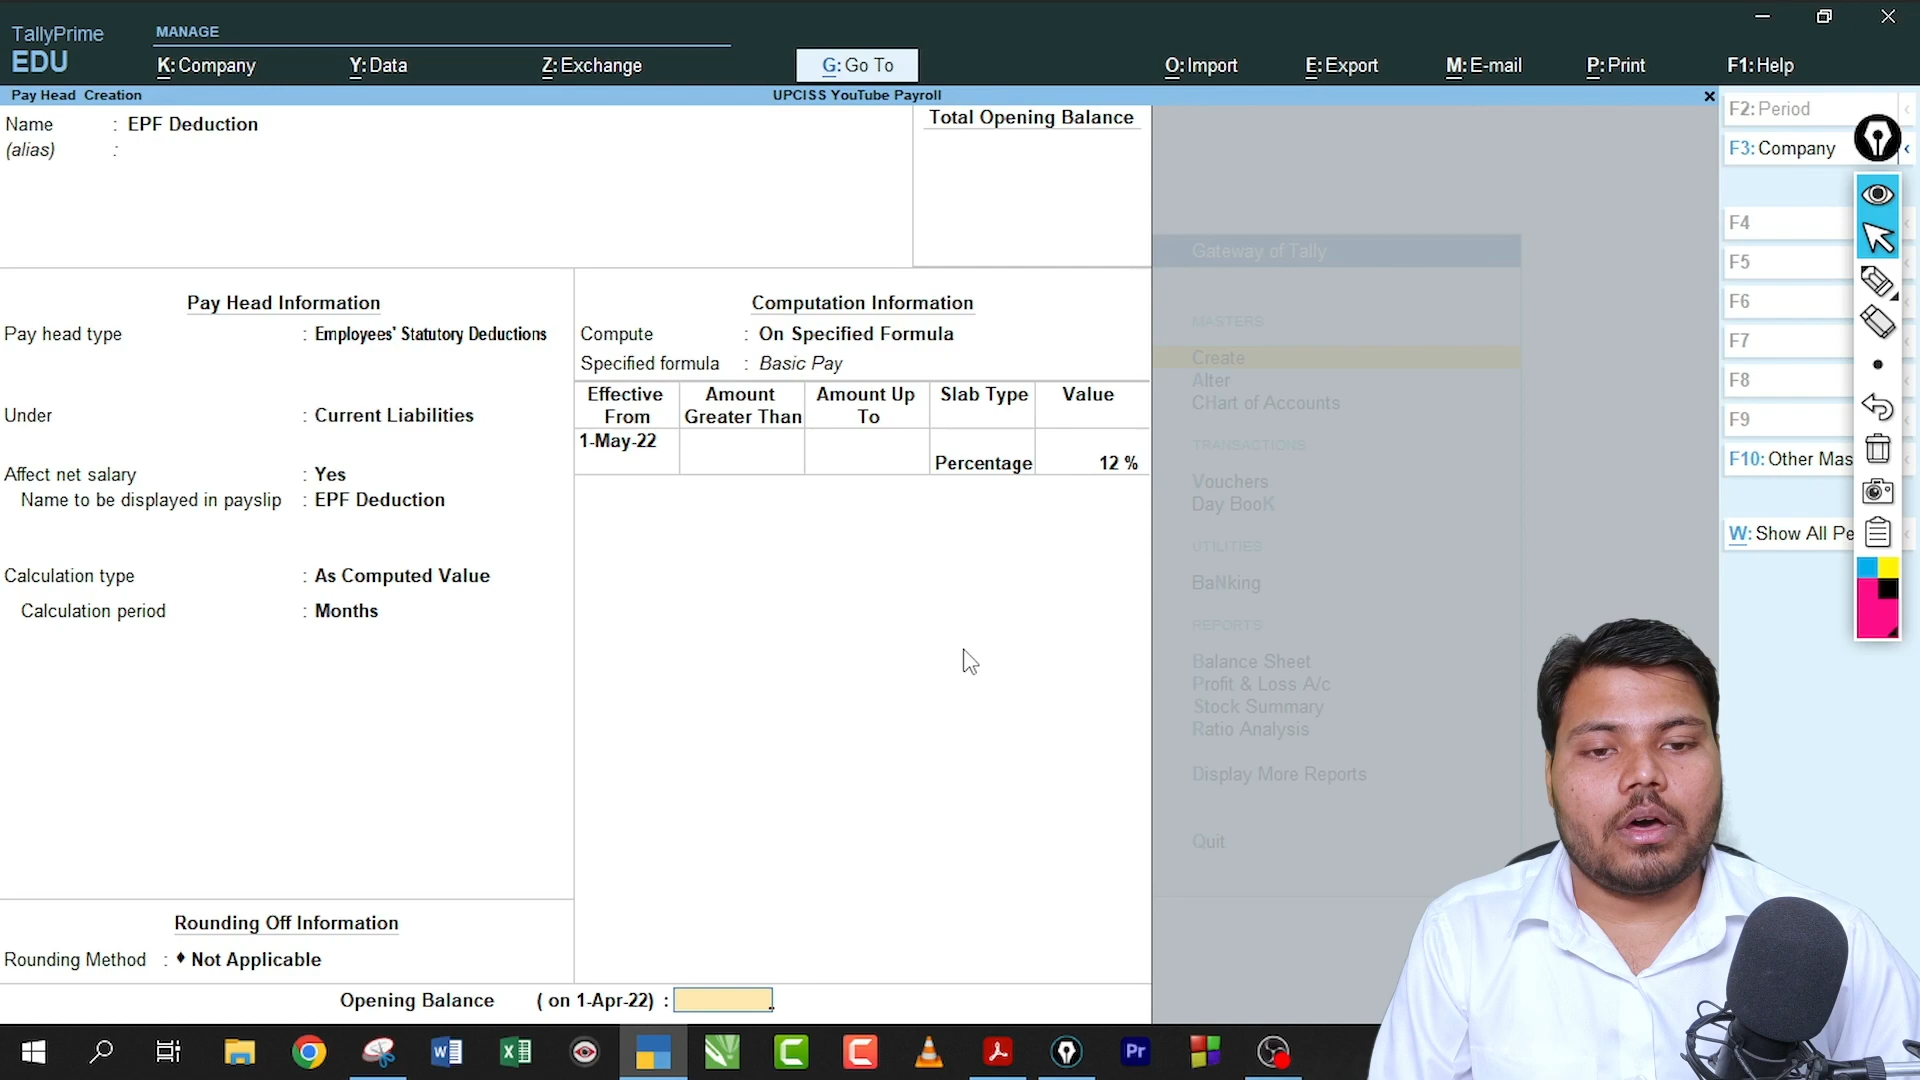 TallyPrime
EDU
MANAGE
K: Company
Y: Data
Z: Exchange
G: Go To
O: Import
E: Export
M: E-mail
P: Print
F1: Help
Pay Head Creation
UPCISS YouTube Payroll
Name : EPF Deduction
(alias) :
Total Opening Balance
Pay Head Information
Pay head type : Employees' Statutory Deductions
Under : Current Liabilities
Affect net salary : Yes
Name to be displayed in payslip : EPF Deduction
Calculation type : As Computed Value
Calculation period : Months
Computation Information
Compute : On Specified Formula
Specified formula : Basic Pay
Effective From
Amount Greater Than
Amount Up To
Slab Type
Value
1-May-22
Percentage
12 %
Rounding Off Information
Rounding Method : ♦ Not Applicable
Opening Balance ( on 1-Apr-22) :
Gateway of Tally
MASTERS
Create
Alter
CHart of Accounts
TRANSACTIONS
Vouchers
Day BooK
UTILITIES
BaNking
REPORTS
Balance Sheet
Profit & Loss A/c
Stock Summary
Ratio Analysis
Display More Reports
Quit
F2: Period
F3: Company
F4
F5
F6
F7
F8
F9
F10: Other Mas
W: Show All Pe
Pr